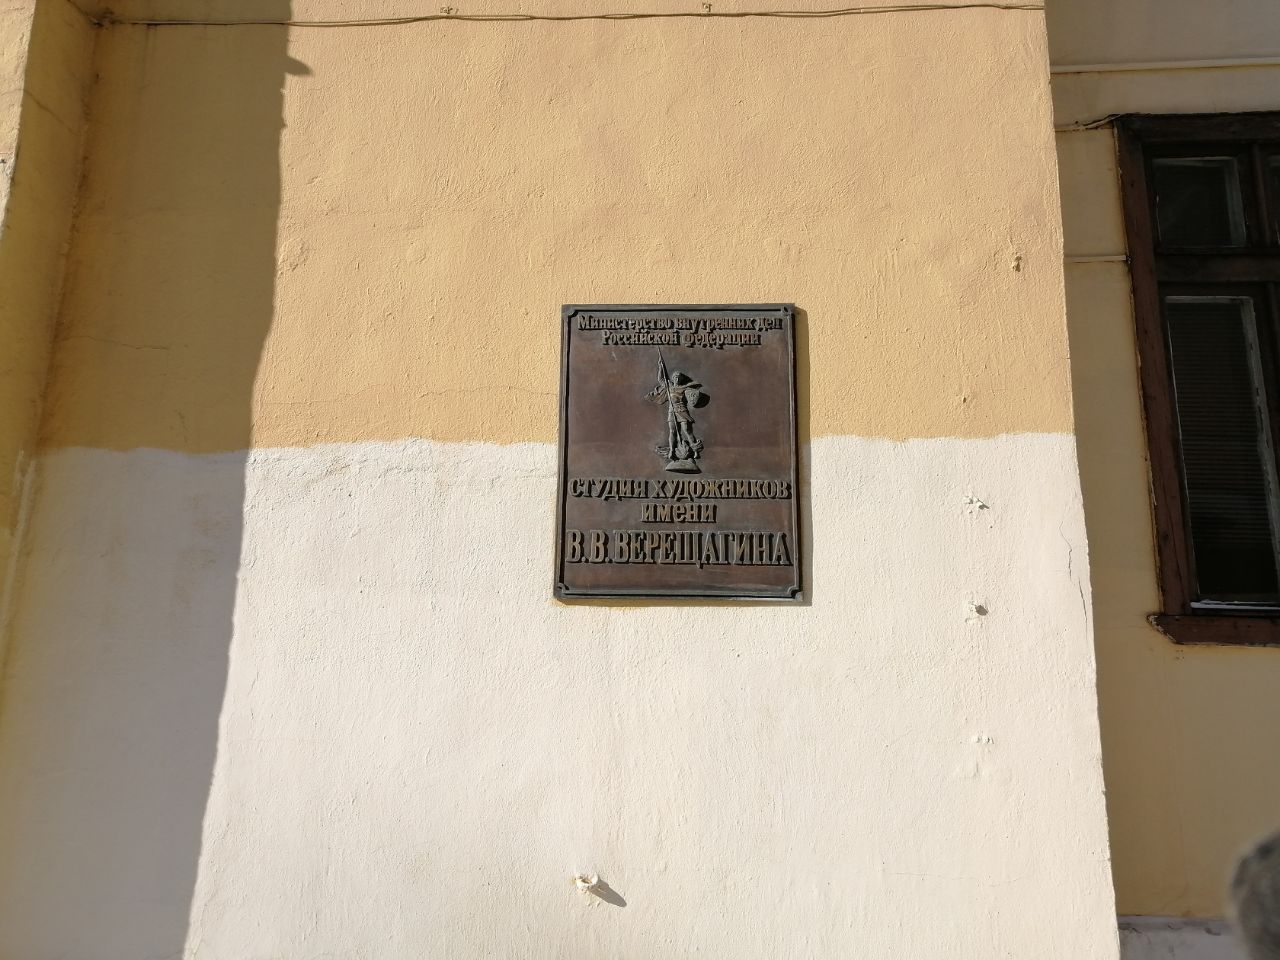 Министерство внутренних дел
Российской Федерации
СТУДИЯ ХУДОЖНИКОВ
ИМЕНИ
В.В. ВЕРЕЩАГИНА